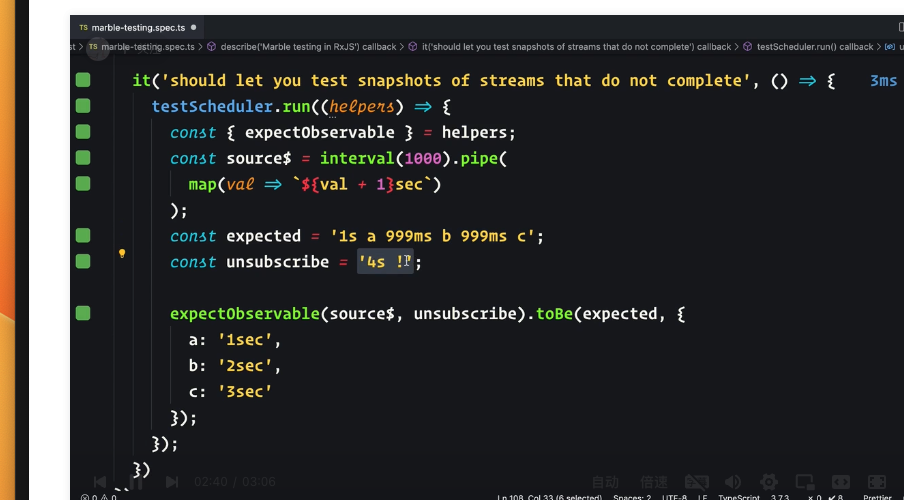 TS marble-testing.spec.ts ●
st > TS marble-testing.spec.ts > describe('Marble testing in RxJS') callback > it('should let you test snapshots of streams that do not complete') callback > testScheduler.run() callback > u
it('should let you test snapshots of streams that do not complete', () => { 3ms
testScheduler.run((helpers) => {
const { expectObservable } = helpers;
const source$ = interval(1000).pipe(
map(val => `${val + 1}sec`)
);
const expected = '1s a 999ms b 999ms c';
const unsubscribe = '4s !';
expectObservable(source$, unsubscribe).toBe(expected, {
a: '1sec',
b: '2sec',
c: '3sec'
});
});
})
02:40 / 03:06 自动 倍速
0 0 Ln 108, Col 33 (6 selected) Spaces: 2 UTF-8 LF TypeScript 3.7.3 × 0 8 Prettier